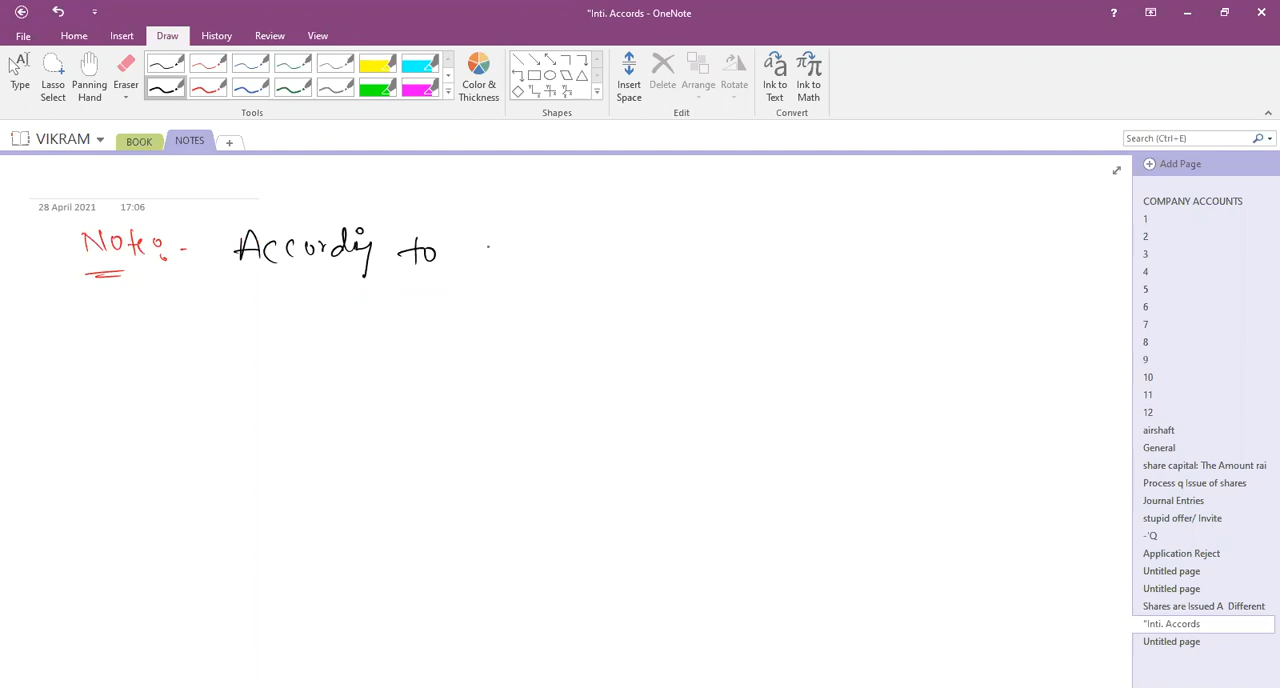 "Inti. Accords - OneNote
?
File Home Insert Draw History Review View
Type
Lasso Select
Panning Hand
Eraser
Color & Thickness
Insert Space
Delete
Arrange
Rotate
Ink to Text
Ink to Math
Tools
Shapes
Edit
Convert
VIKRAM
BOOK
NOTES
Search (Ctrl+E)
Add Page
28 April 2021 17:06
Note:- Accordig to
COMPANY ACCOUNTS
1
2
3
4
5
6
7
8
9
10
11
12
airshaft
General
share capital: The Amount rai
Process q Issue of shares
Journal Entries
stupid offer/ Invite
-'Q
Application Reject
Untitled page
Untitled page
Shares are Issued A Different
"Inti. Accords
Untitled page